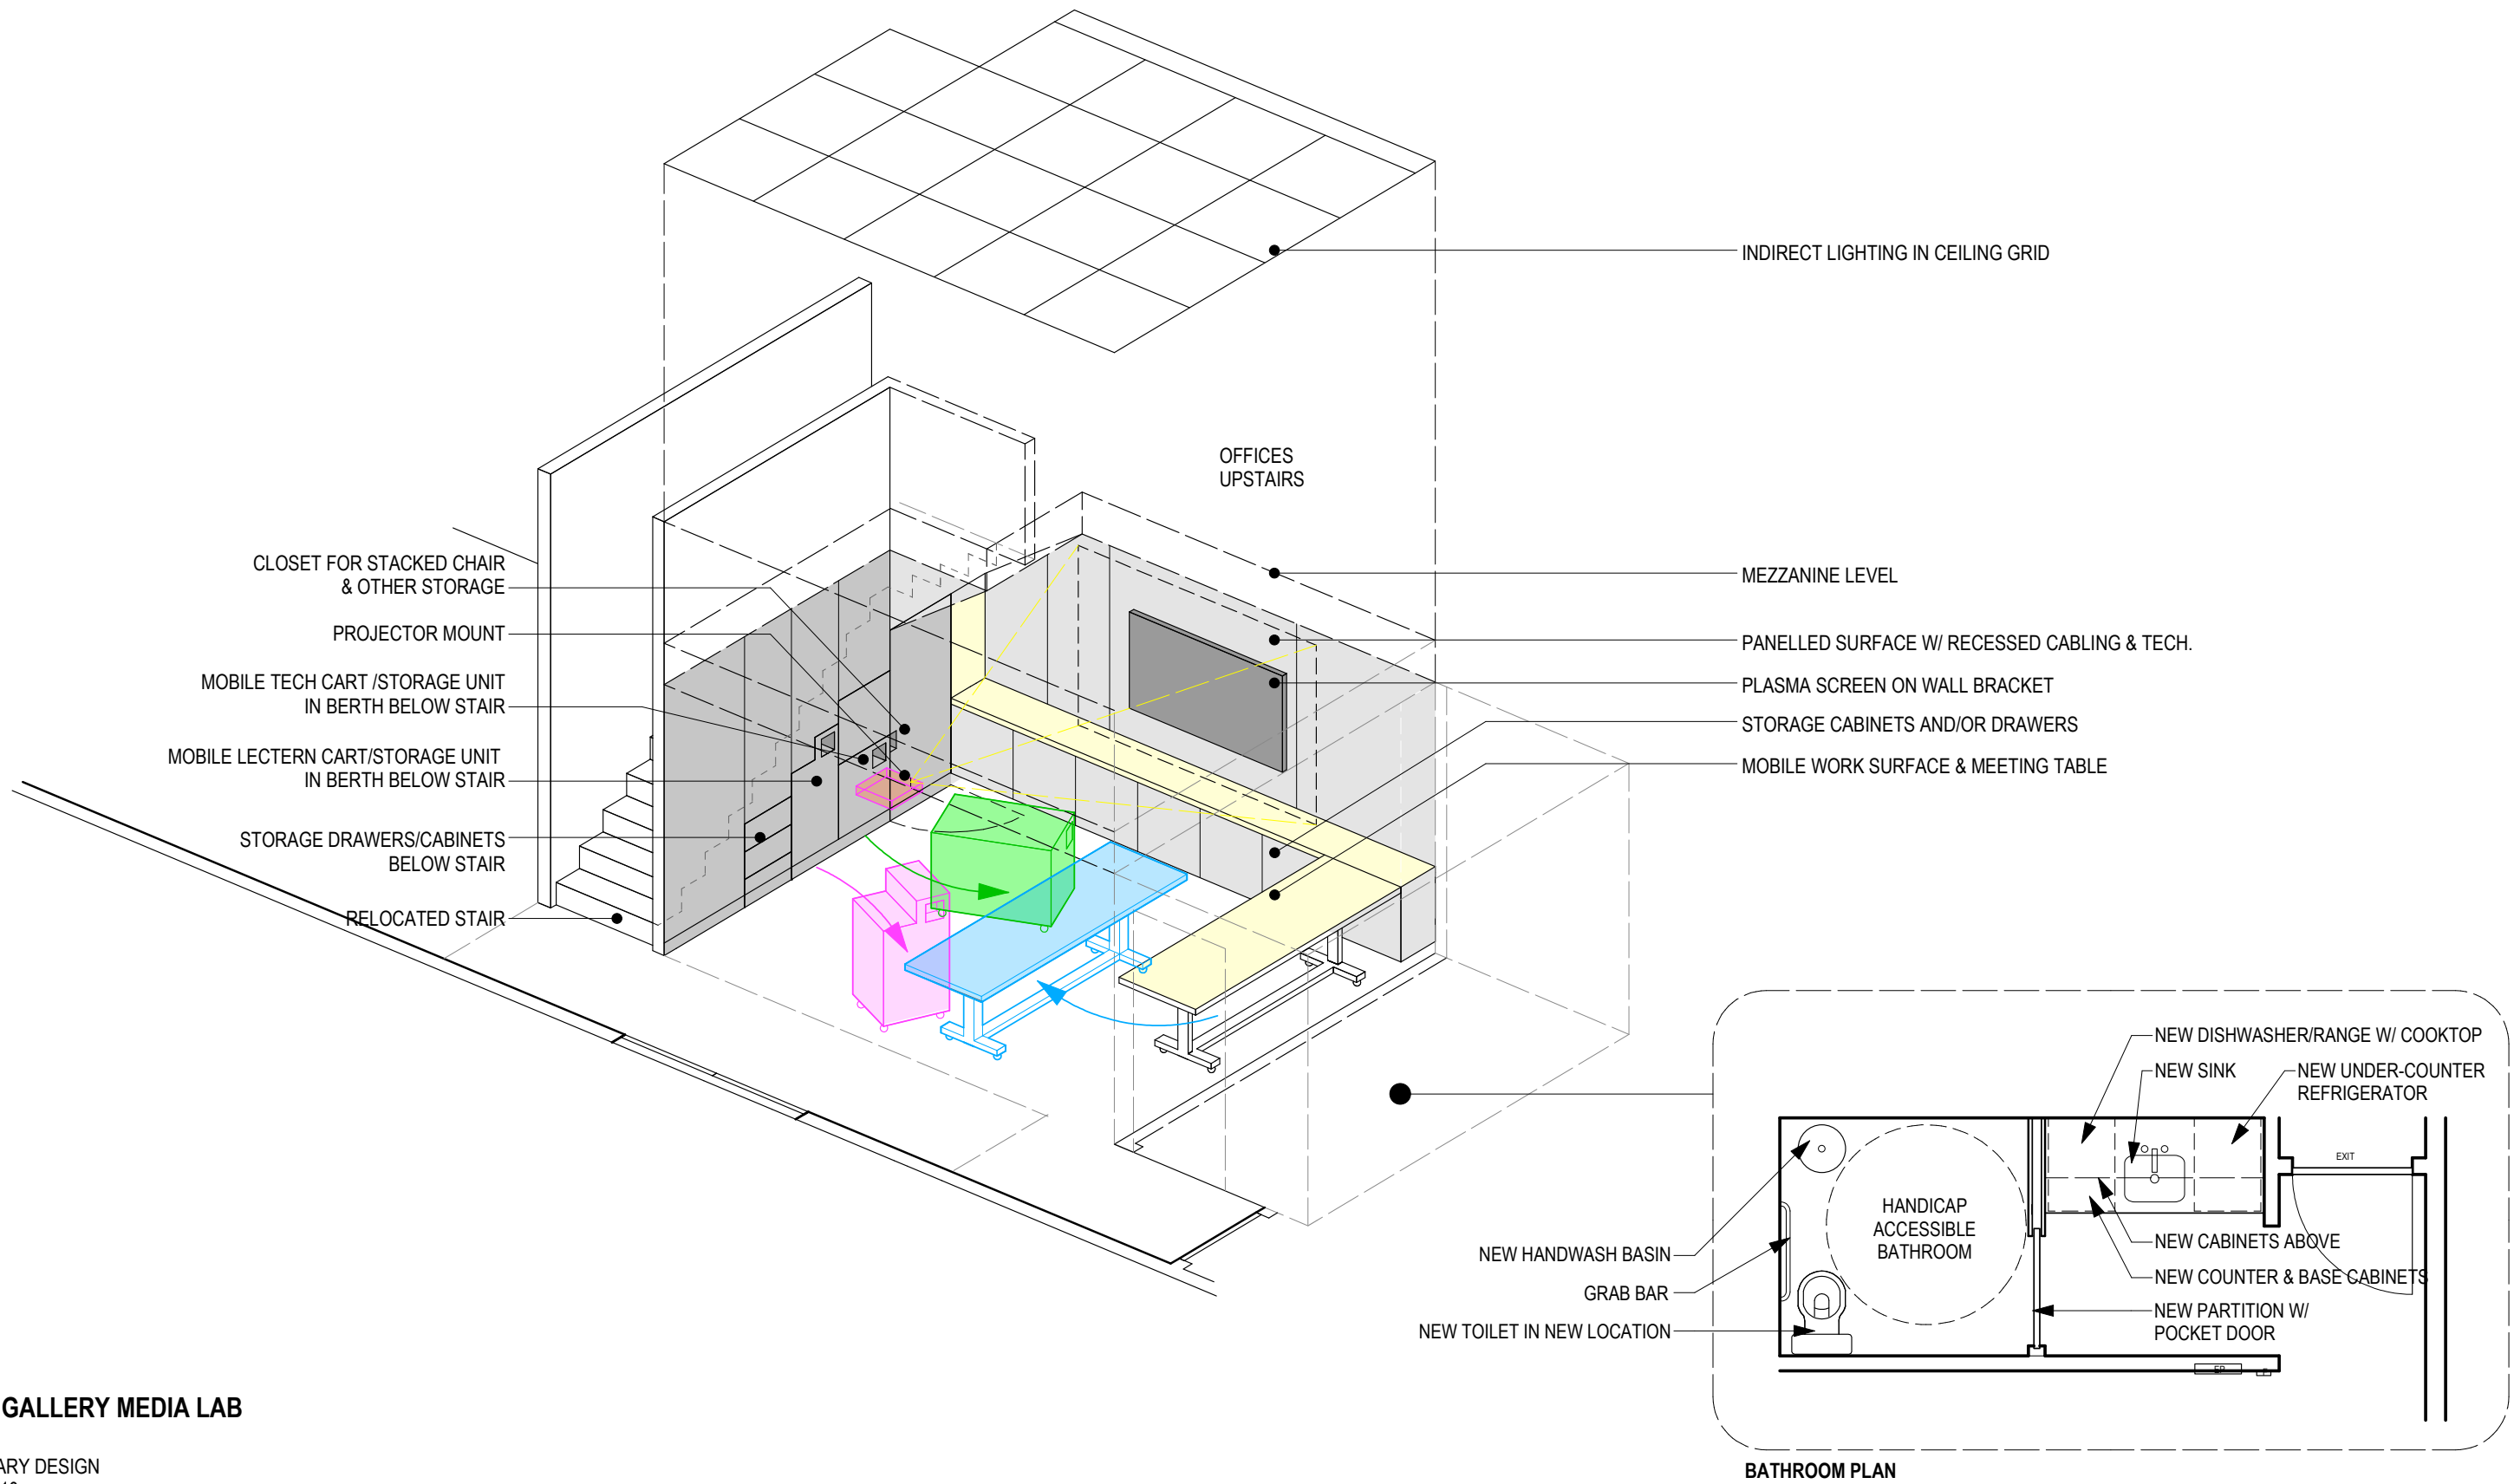 INDIRECT LIGHTING IN CEILING GRID
OFFICES
UPSTAIRS
CLOSET FOR STACKED CHAIR
& OTHER STORAGE
PROJECTOR MOUNT
MOBILE TECH CART /STORAGE UNIT
IN BERTH BELOW STAIR
MOBILE LECTERN CART/STORAGE UNIT
IN BERTH BELOW STAIR
STORAGE DRAWERS/CABINETS
BELOW STAIR
RELOCATED STAIR
MEZZANINE LEVEL
PANELLED SURFACE W/ RECESSED CABLING & TECH.
PLASMA SCREEN ON WALL BRACKET
STORAGE CABINETS AND/OR DRAWERS
MOBILE WORK SURFACE & MEETING TABLE
NEW DISHWASHER/RANGE W/ COOKTOP
NEW SINK
NEW UNDER-COUNTER
REFRIGERATOR
EXIT
HANDICAP
ACCESSIBLE
BATHROOM
NEW HANDWASH BASIN
GRAB BAR
NEW TOILET IN NEW LOCATION
NEW CABINETS ABOVE
NEW COUNTER & BASE CABINETS
NEW PARTITION W/
POCKET DOOR
BATHROOM PLAN
GALLERY MEDIA LAB
ARY DESIGN